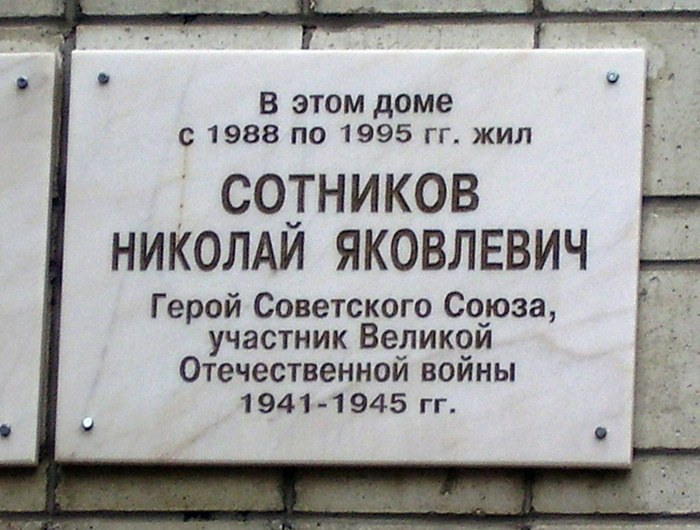 В этом доме
с 1988 по 1995 гг. жил
СОТНИКОВ
НИКОЛАЙ ЯКОВЛЕВИЧ
Герой Советского Союза,
участник Великой
Отечественной войны
1941-1945 гг.